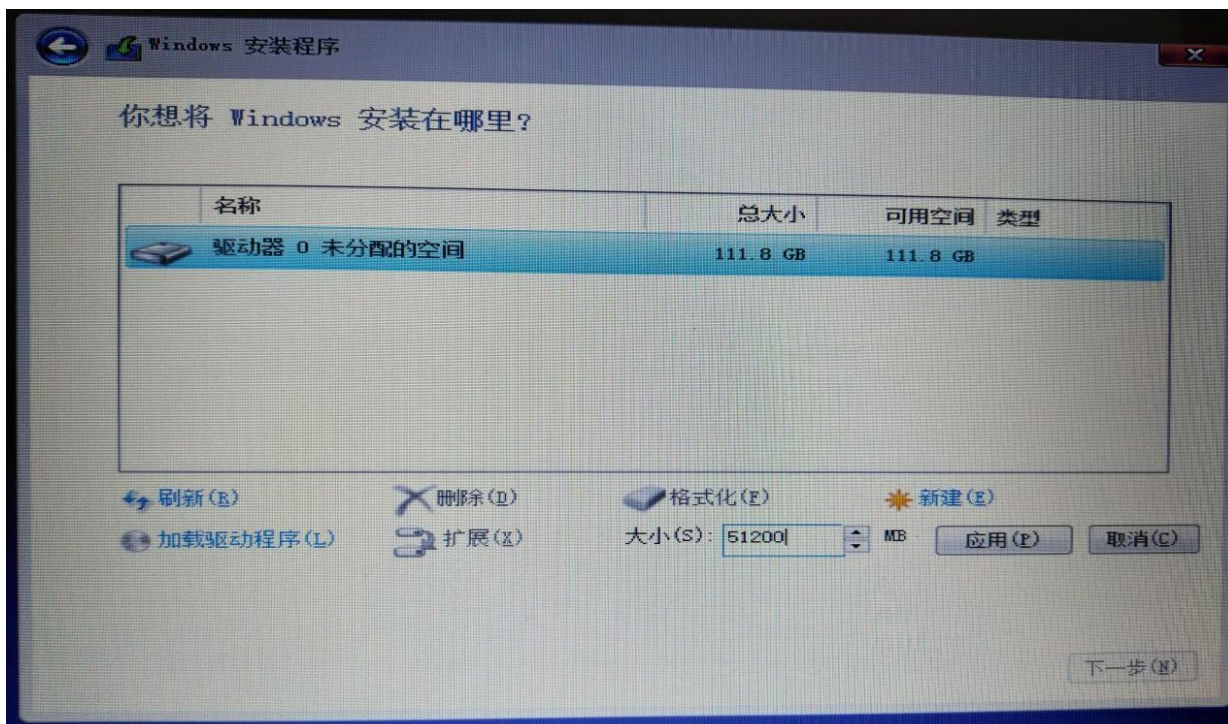 Windows 安装程序
你想将 Windows 安装在哪里?
名称 总大小 可用空间 类型
驱动器 0 未分配的空间 111.8 GB 111.8 GB
刷新(R) 删除(D) 格式化(F) 新建(E)
加载驱动程序(L) 扩展(X) 大小(S): 51200 MB 应用(P) 取消(C)
下一步(N)